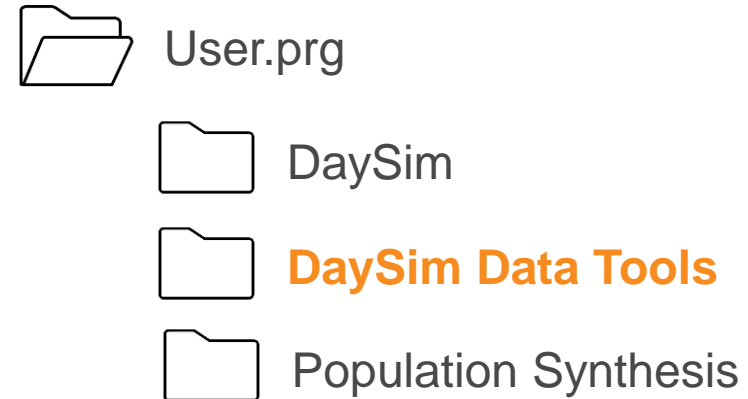 User.prg
DaySim
DaySim Data Tools
Population Synthesis